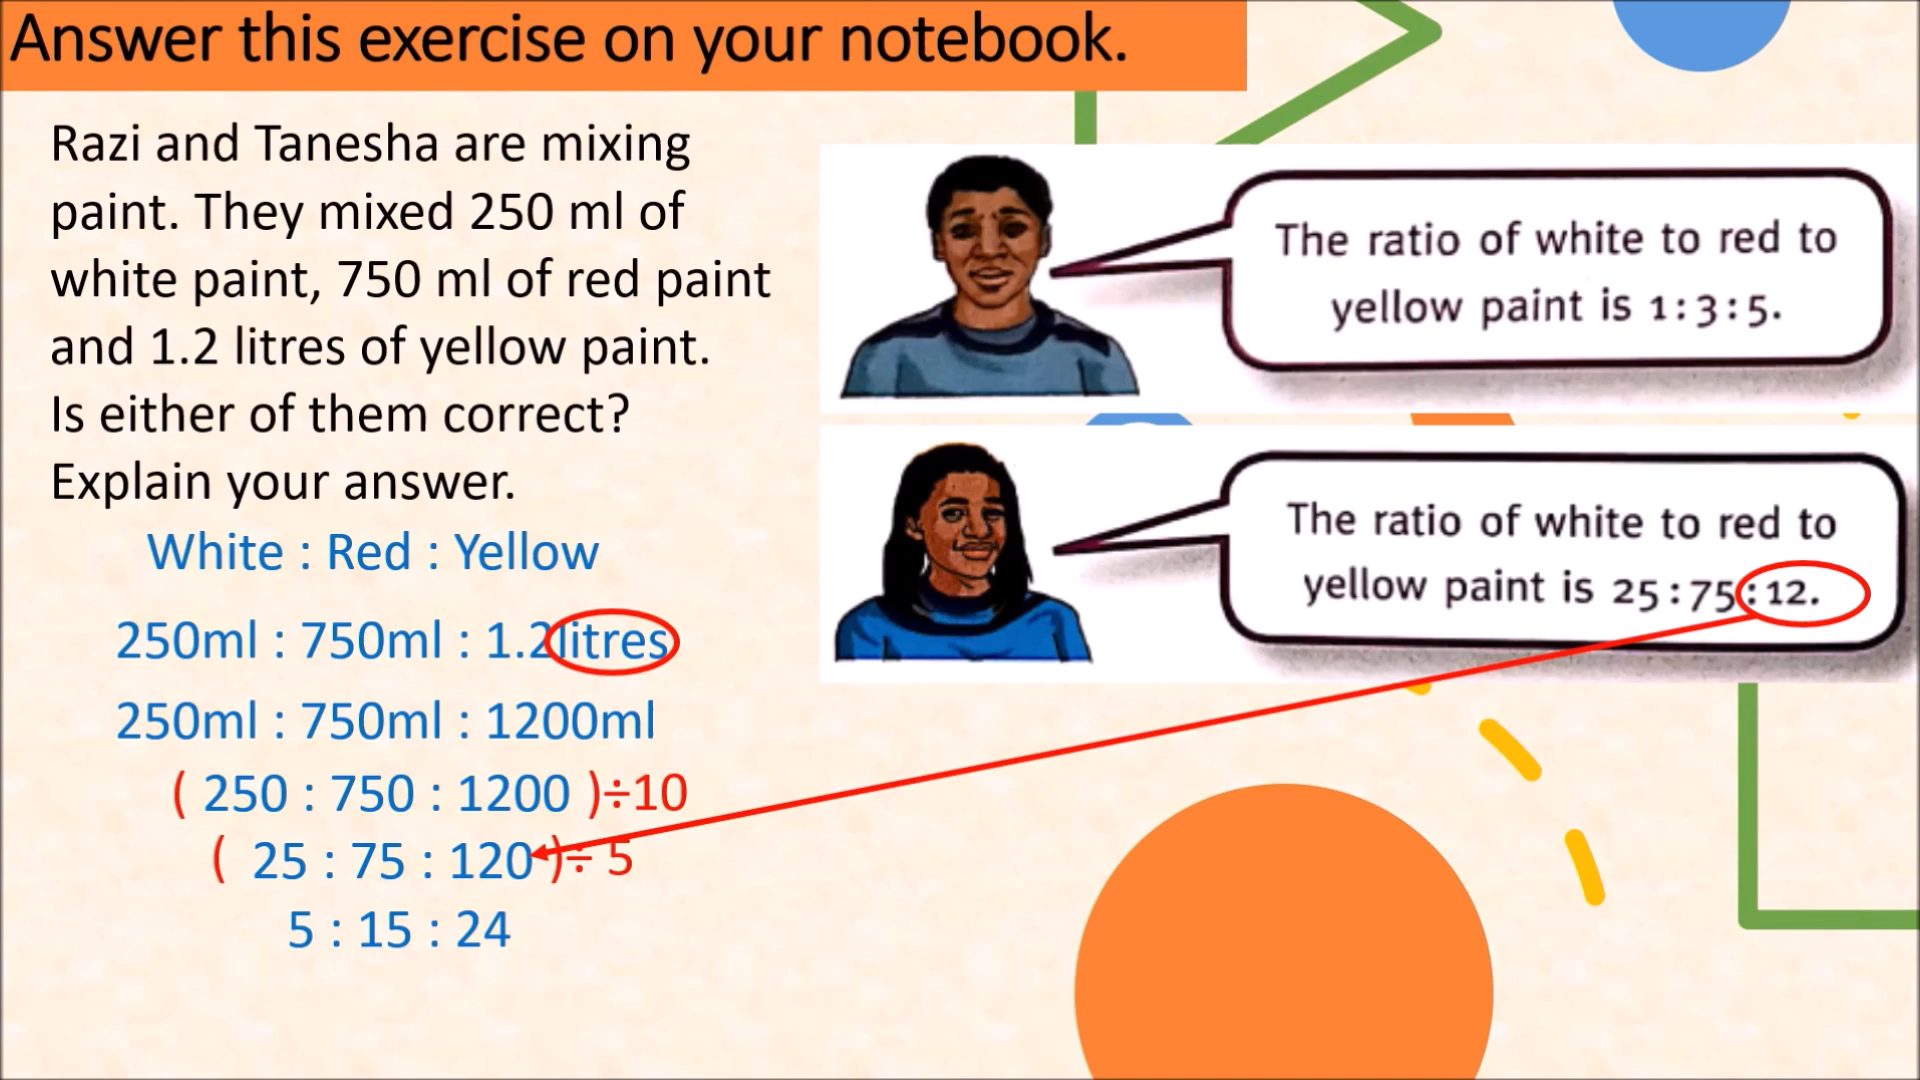 Answer this exercise on your notebook.
Razi and Tanesha are mixing
paint. They mixed 250 ml of
white paint, 750 ml of red paint
and 1.2 litres of yellow paint.
Is either of them correct?
Explain your answer.
The ratio of white to red to
yellow paint is 1:3:5.
The ratio of white to red to
yellow paint is 25:75:12.
White : Red : Yellow
250ml : 750ml : 1.2litres
250ml : 750ml : 1200ml
( 250 : 750 : 1200 )÷10
( 25 : 75 : 120 )÷ 5
5 : 15 : 24